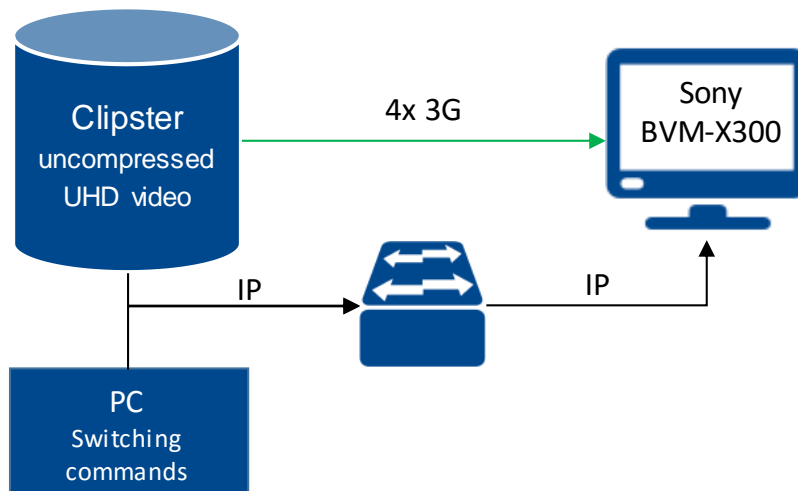 Clipster
uncompressed
UHD video
4x 3G
Sony
BVM-X300
IP
IP
PC
Switching
commands